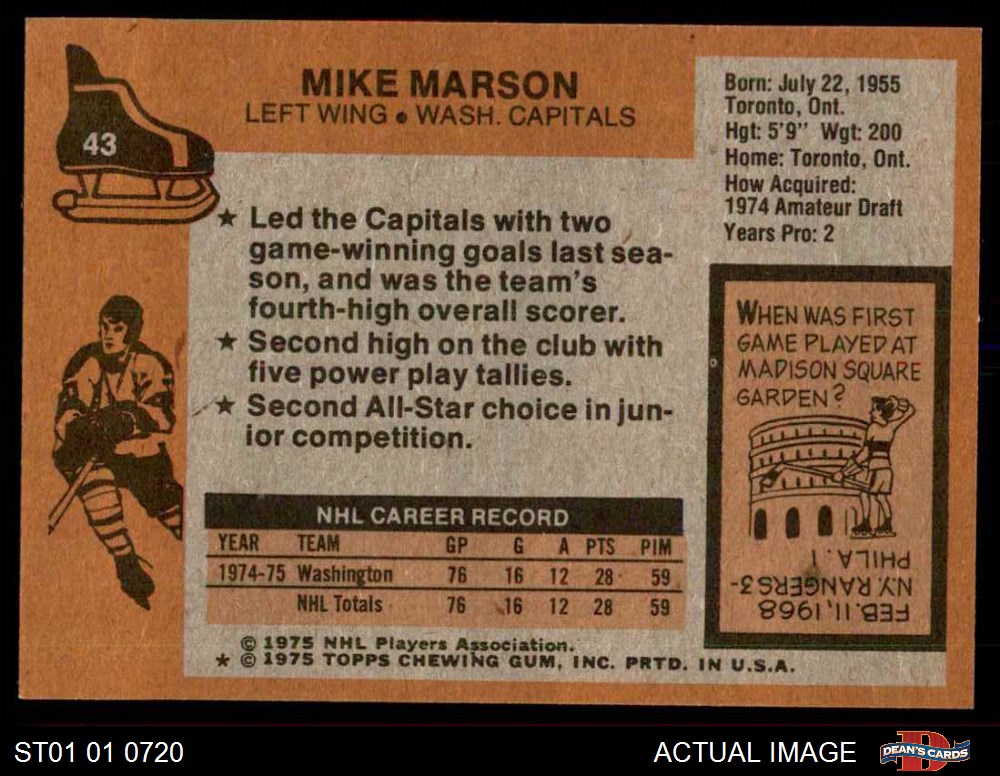 43
MIKE MARSON
LEFT WING • WASH. CAPITALS
Born: July 22, 1955
Toronto, Ont.
Hgt: 5'9" Wgt: 200
Home: Toronto, Ont.
How Acquired:
1974 Amateur Draft
Years Pro: 2
★ Led the Capitals with two
game-winning goals last sea-
son, and was the team's
fourth-high overall scorer.
★ Second high on the club with
five power play tallies.
★ Second All-Star choice in jun-
ior competition.
WHEN WAS FIRST
GAME PLAYED AT
MADISON SQUARE
GARDEN?
FEB. 11, 1968
N.Y. RANGERS 3-
PHILA. 1
NHL CAREER RECORD
YEAR TEAM GP G A PTS PIM
1974-75 Washington 76 16 12 28 59
NHL Totals 76 16 12 28 59
© 1975 NHL Players Association.
★ © 1975 TOPPS CHEWING GUM, INC. PRTD. IN U.S.A.
ST01 01 0720
ACTUAL IMAGE
D
DEAN'S CARDS